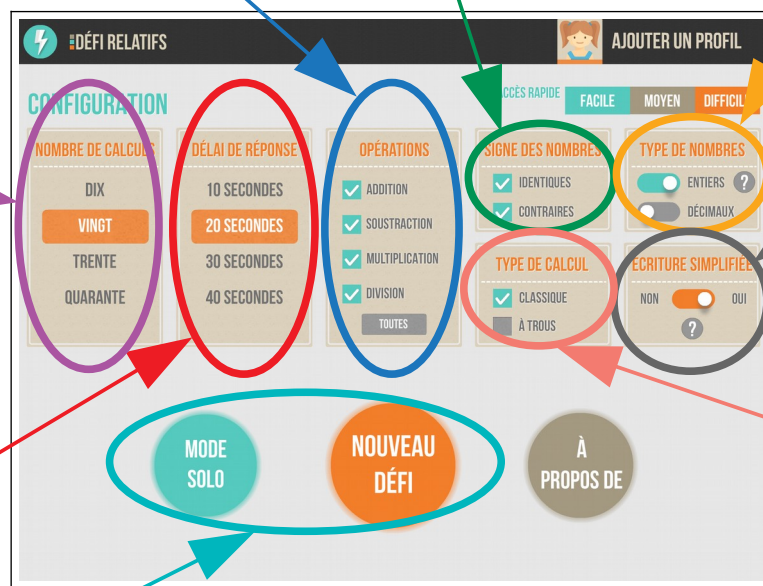 DÉFI RELATIFS
AJOUTER UN PROFIL
CONFIGURATION
ACCÈS RAPIDE
FACILE
MOYEN
DIFFICILE
NOMBRE DE CALCULS
DIX
VINGT
TRENTE
QUARANTE
DÉLAI DE RÉPONSE
10 SECONDES
20 SECONDES
30 SECONDES
40 SECONDES
OPÉRATIONS
ADDITION
SOUSTRACTION
MULTIPLICATION
DIVISION
TOUTES
SIGNE DES NOMBRES
IDENTIQUES
CONTRAIRES
TYPE DE NOMBRES
ENTIERS ?
DÉCIMAUX
TYPE DE CALCUL
CLASSIQUE
À TROUS
ECRITURE SIMPLIFIÉE
NON OUI
?
MODE
SOLO
NOUVEAU
DÉFI
À
PROPOS DE